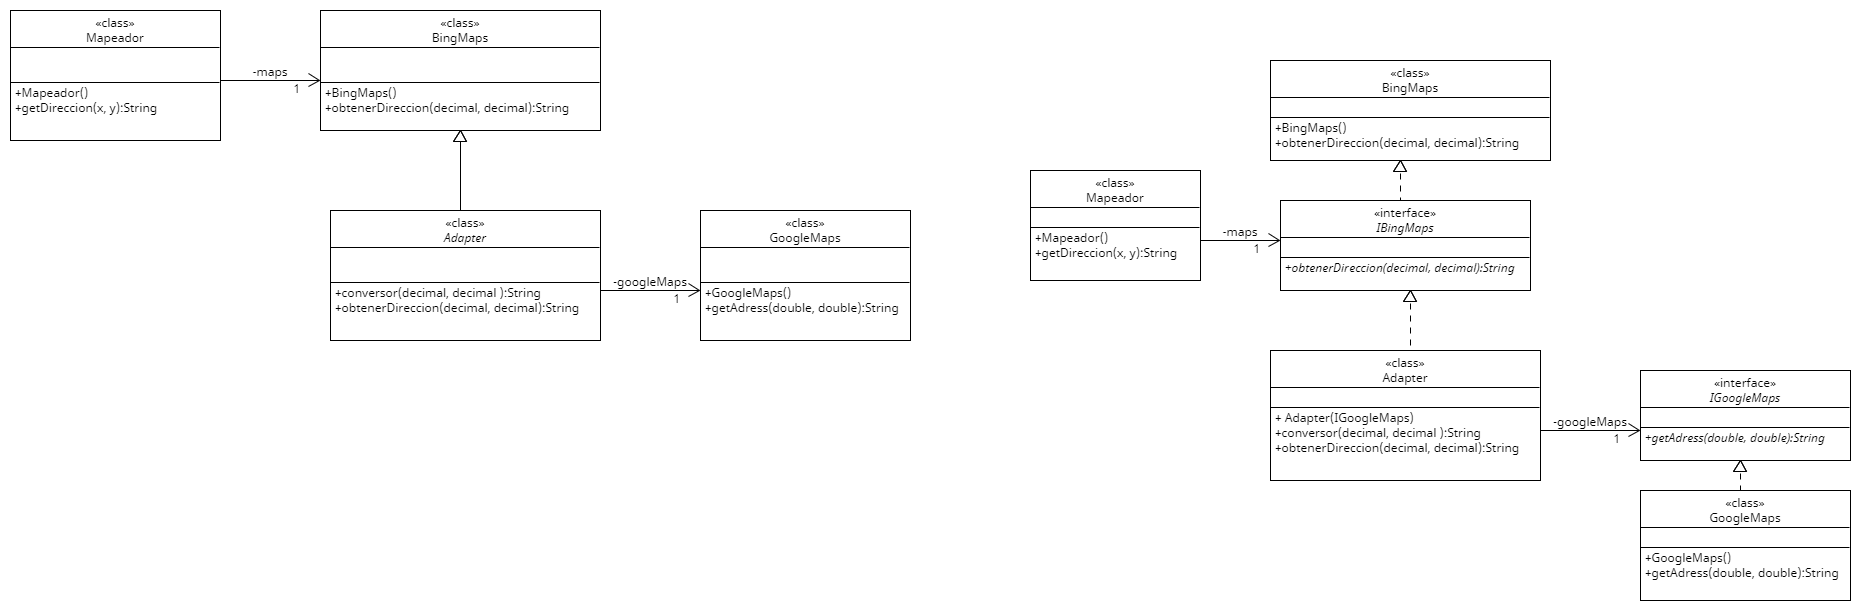 «class»
Mapeador
+Mapeador()
+getDireccion(x, y):String
-maps
1
«class»
BingMaps
+BingMaps()
+obtenerDireccion(decimal, decimal):String
«class»
Adapter
+conversor(decimal, decimal ):String
+obtenerDireccion(decimal, decimal):String
-googleMaps
1
«class»
GoogleMaps
+GoogleMaps()
+getAdress(double, double):String
«class»
BingMaps
+BingMaps()
+obtenerDireccion(decimal, decimal):String
«class»
Mapeador
+Mapeador()
+getDireccion(x, y):String
-maps
1
«interface»
IBingMaps
+obtenerDireccion(decimal, decimal):String
«class»
Adapter
+ Adapter(IGoogleMaps)
+conversor(decimal, decimal ):String
+obtenerDireccion(decimal, decimal):String
-googleMaps
1
«interface»
IGoogleMaps
+getAdress(double, double):String
«class»
GoogleMaps
+GoogleMaps()
+getAdress(double, double):String